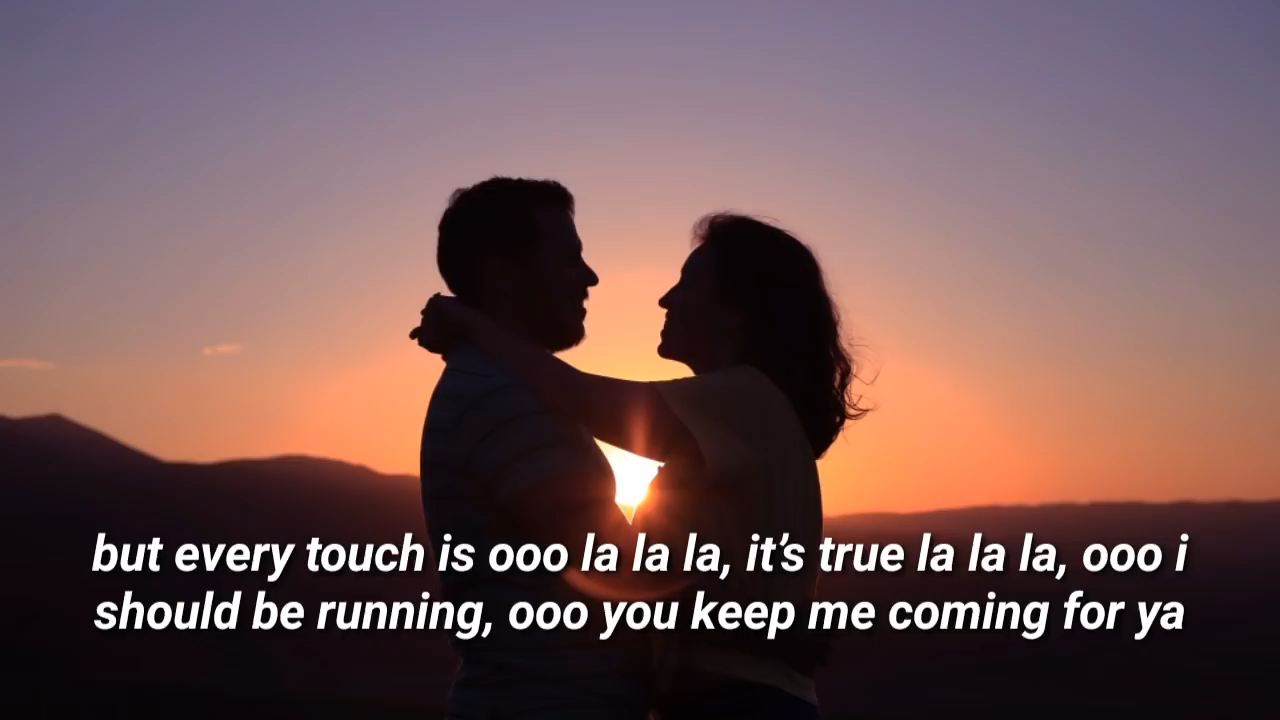 but every touch is ooo la la la, it’s true la la la, ooo i
should be running, ooo you keep me coming for ya